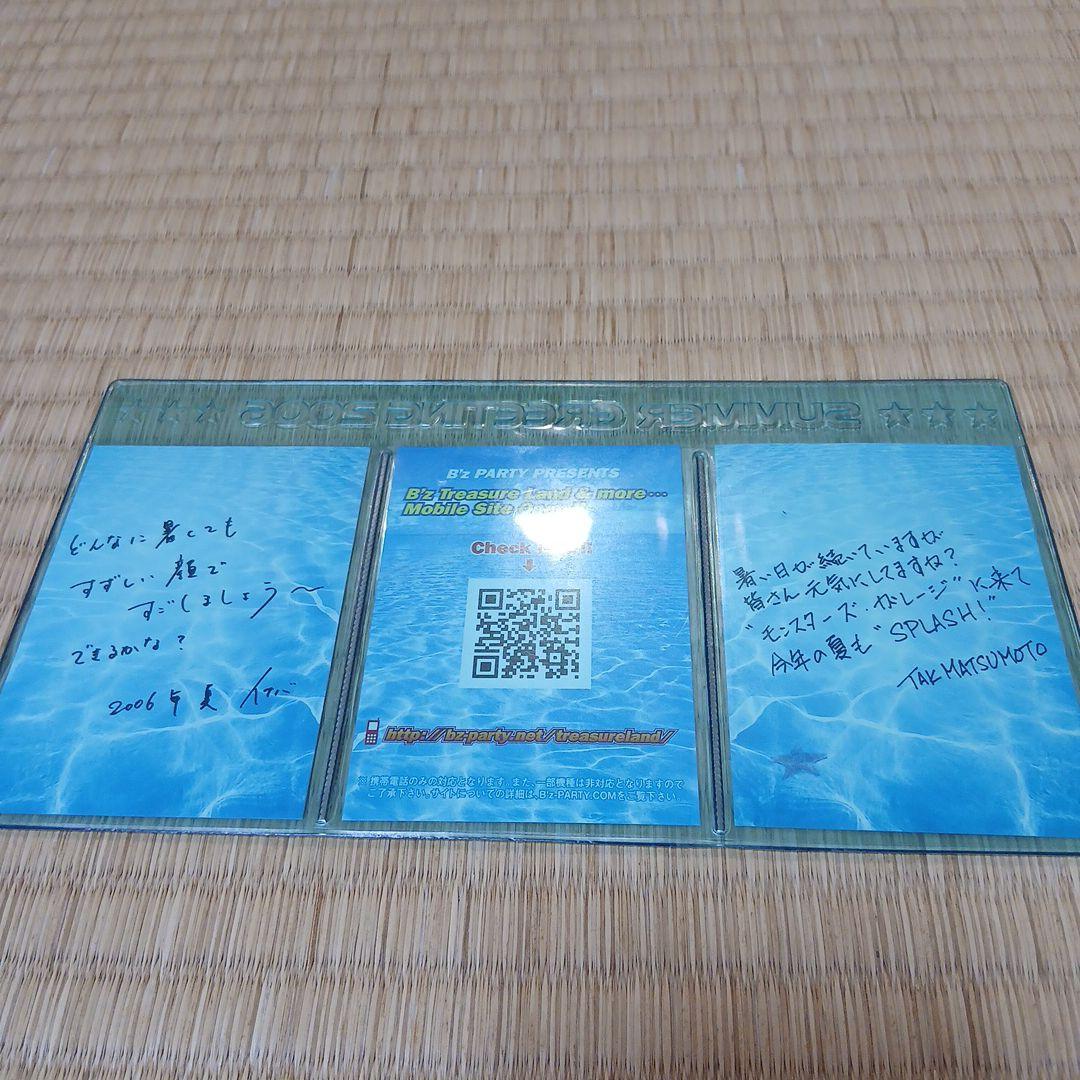 ★★★ SUMMER GREETING 2006 ★★★
どんなに暑くても
すずしい顔で
すごしましょう〜
できるかな?
2006年夏 イナバ
B'z PARTY PRESENTS
B'z Treasure Land & more…
Mobile Site
Check
http://bz-party.net/treasureland/
※携帯電話のみの対応となります。また、一部機種は非対応となりますので
ご了承下さい。サイトについての詳細は、B'z-PARTY.COMをご覧下さい。
暑い日が続いていますが
皆さん元気にしてますね?
"モンスターズ・ガレージ"に来て
今年の夏も"SPLASH!"
TAK MATSUMOTO